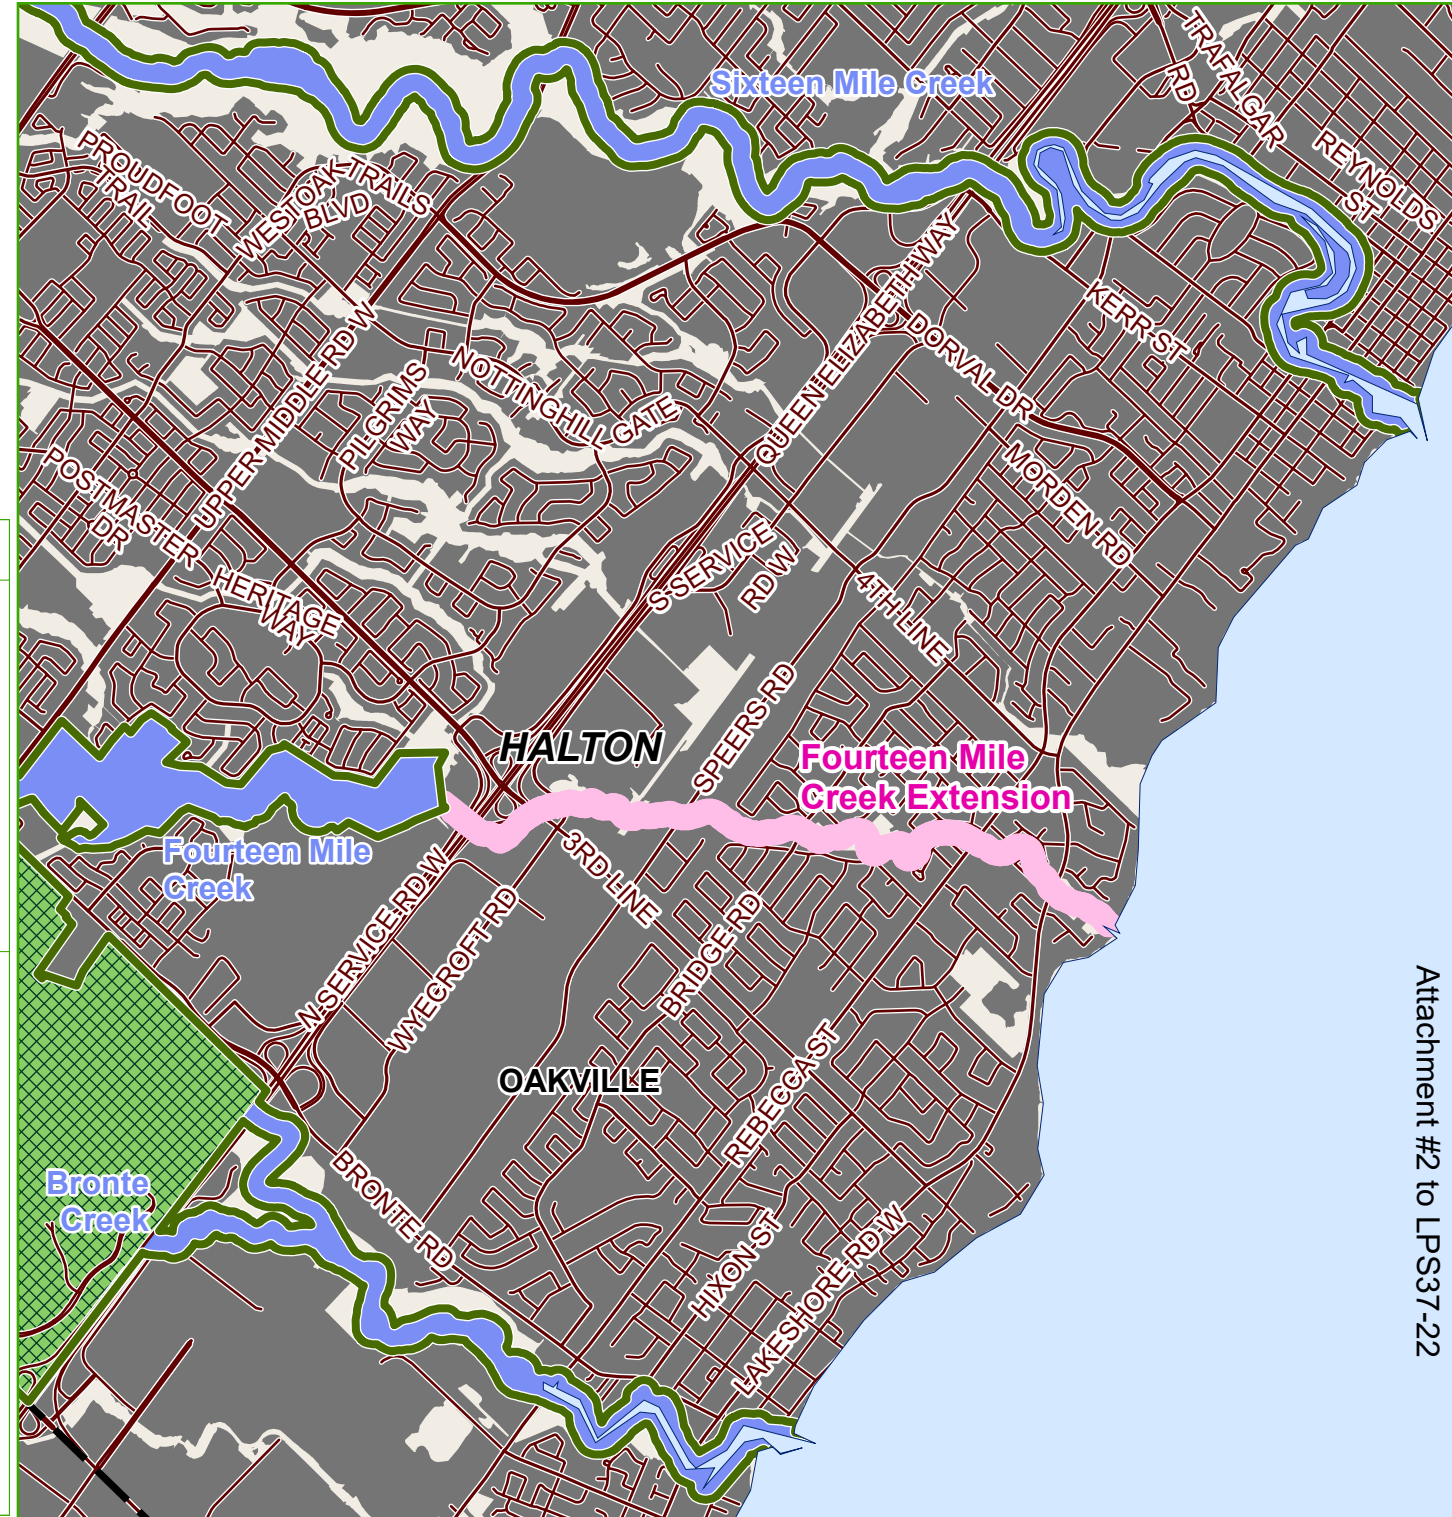 Sixteen Mile Creek
TRAFALGAR
RD
REYNOLDS
ST
PROUDFOOT
TRAIL
WESTOAK TRAILS
BLVD
KERR ST
QUEEN ELIZABETH WAY
DORVAL DR
UPPER MIDDLE RD W
PILGRIMS
WAY
NOTTINGHILL
GATE
MORDEN RD
POSTMASTER
DR
HERITAGE
WAY
S SERVICE
RD W
4TH LINE
SPEERS RD
HALTON
Fourteen Mile
Creek Extension
Fourteen Mile
Creek
3RD LINE
N SERVICE RD W
WYECROFT RD
BRIDGE RD
OAKVILLE
REBECCA ST
Bronte
Creek
BRONTE RD
HIXON ST
LAKESHORE RD W
Attachment #2 to LPS37-22